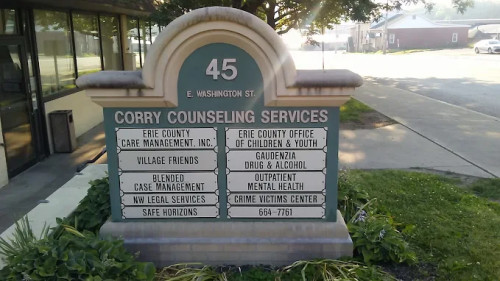 45
E. WASHINGTON ST.
CORRY COUNSELING SERVICES
ERIE COUNTY
CARE MANAGEMENT, INC.
VILLAGE FRIENDS
BLENDED
CASE MANAGEMENT
NW LEGAL SERVICES
SAFE HORIZONS
ERIE COUNTY OFFICE
OF CHILDREN & YOUTH
GAUDENZIA
DRUG & ALCOHOL
OUTPATIENT
MENTAL HEALTH
CRIME VICTIMS CENTER
664-7761